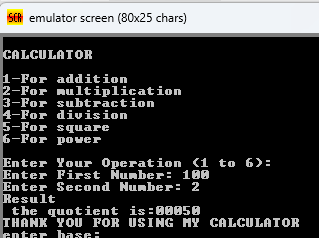 SCR emulator screen (80x25 chars)
CALCULATOR
1-For addition
2-For multiplication
3-For subtraction
4-For division
5-For square
6-For power
Enter Your Operation (1 to 6):
Enter First Number: 100
Enter Second Number: 2
Result
the quotient is:00050
THANK YOU FOR USING MY CALCULATOR
enter base: